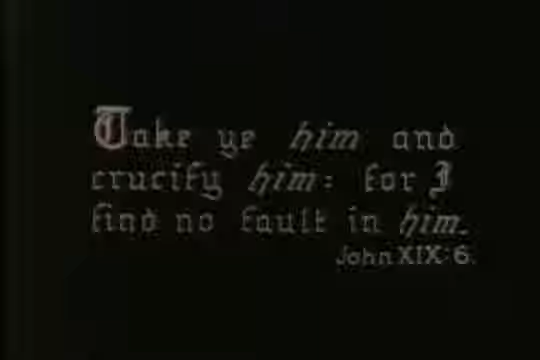 Take ye him and
crucify him: for I
find no fault in him.
John XIX:6.